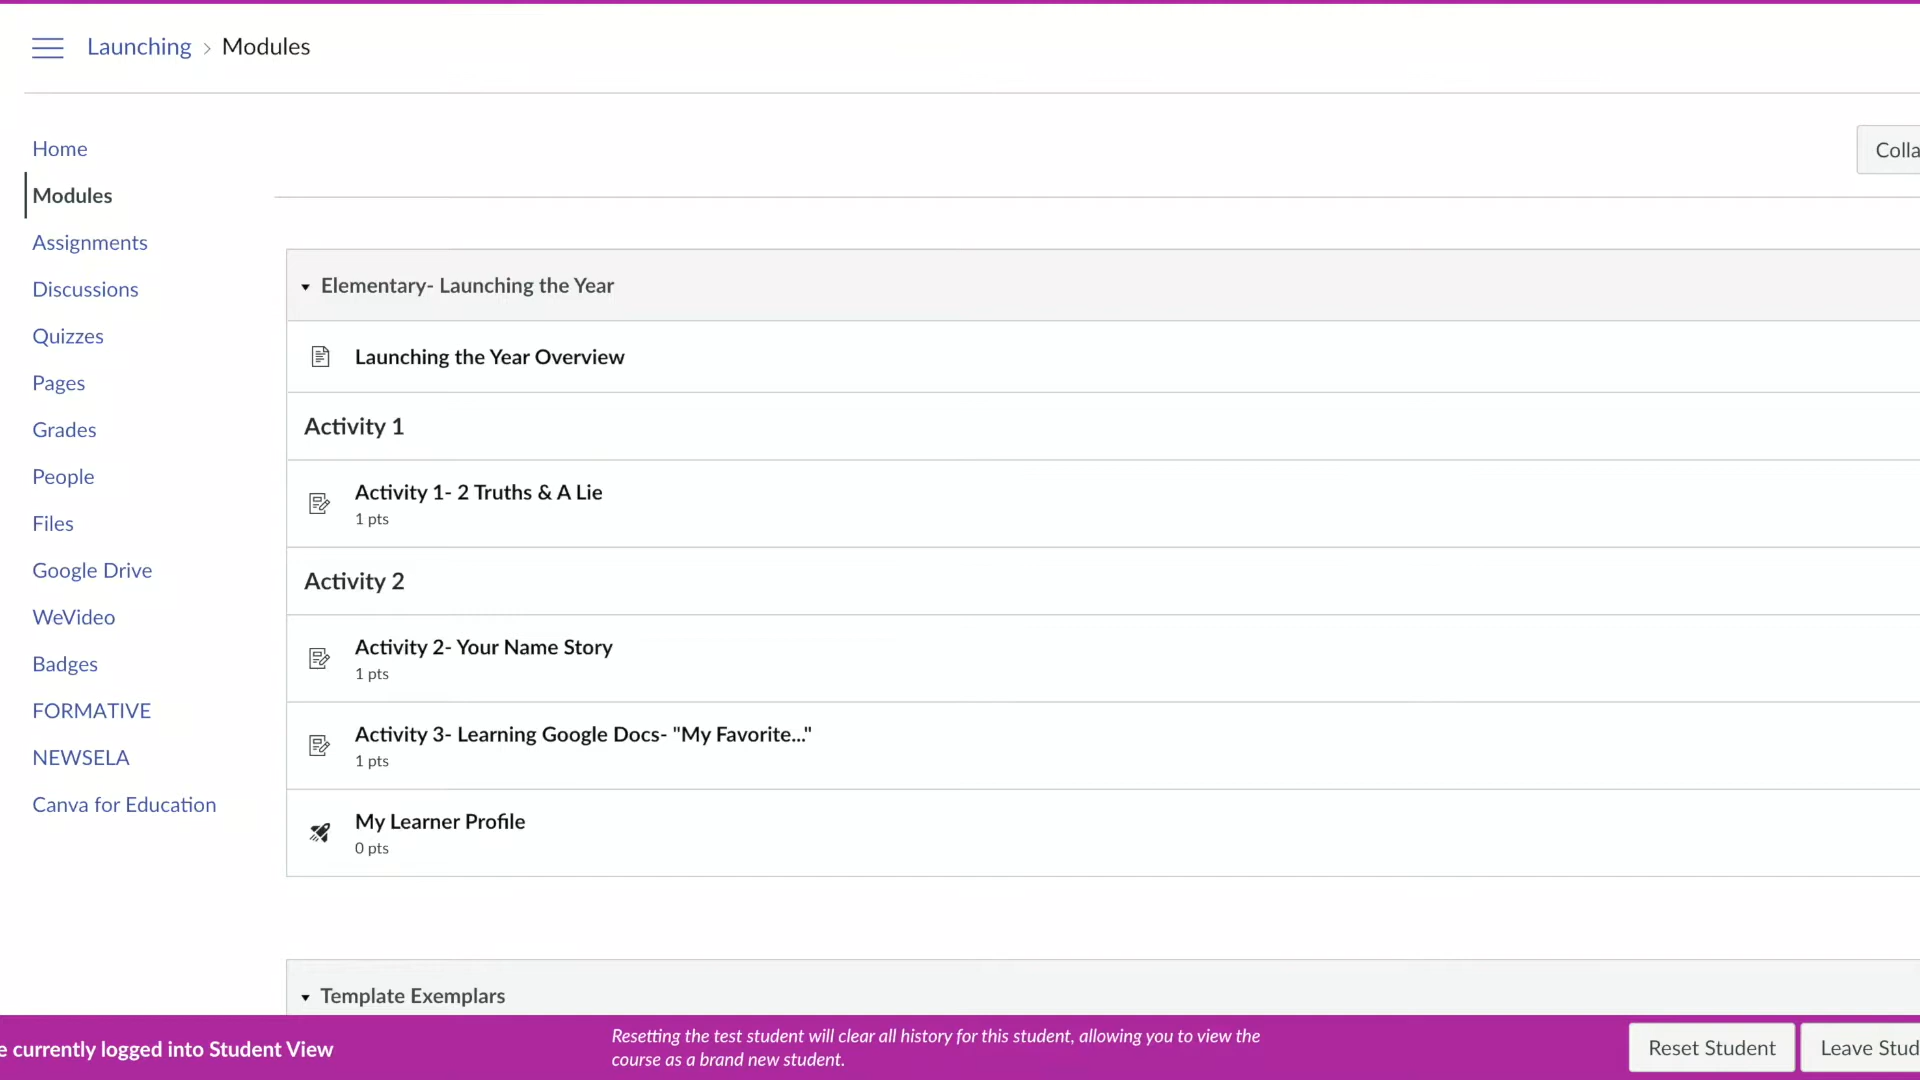 Launching > Modules
Home
Modules
Assignments
Discussions
Quizzes
Pages
Grades
People
Files
Google Drive
WeVideo
Badges
FORMATIVE
NEWSELA
Canva for Education
Colla
Elementary- Launching the Year
Launching the Year Overview
Activity 1
Activity 1- 2 Truths & A Lie
1 pts
Activity 2
Activity 2- Your Name Story
1 pts
Activity 3- Learning Google Docs- "My Favorite..."
1 pts
My Learner Profile
0 pts
Template Exemplars
e currently logged into Student View
Resetting the test student will clear all history for this student, allowing you to view the
course as a brand new student.
Reset Student
Leave Stud